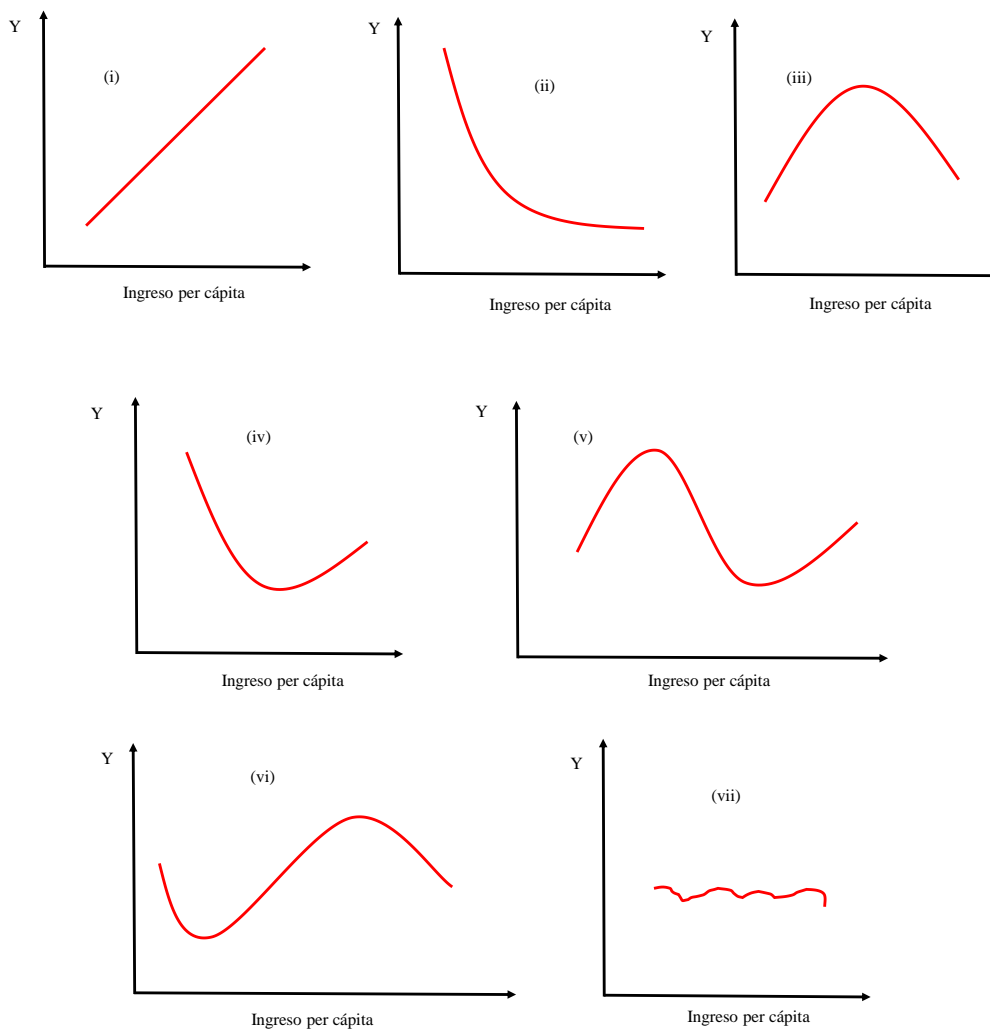 Y
(i)
Ingreso per cápita
Y
(ii)
Ingreso per cápita
Y
(iii)
Ingreso per cápita
Y
(iv)
Ingreso per cápita
Y
(v)
Ingreso per cápita
Y
(vi)
Ingreso per cápita
Y
(vii)
Ingreso per cápita